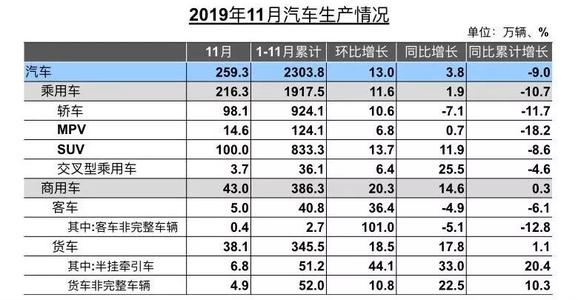 2019年11月汽车生产情况
单位：万辆、%
11月 1-11月累计 环比增长 同比增长 同比累计增长
汽车 259.3 2303.8 13.0 3.8 -9.0
乘用车 216.3 1917.5 11.6 1.9 -10.7
轿车 98.1 924.1 10.6 -7.1 -11.7
MPV 14.6 124.1 6.8 0.7 -18.2
SUV 100.0 833.3 13.7 11.9 -8.6
交叉型乘用车 3.7 36.1 6.4 25.5 -4.6
商用车 43.0 386.3 20.3 14.6 0.3
客车 5.0 40.8 36.4 -4.9 -6.1
其中:客车非完整车辆 0.4 2.7 101.0 -5.1 -12.8
货车 38.1 345.5 18.5 17.8 1.1
其中:半挂牵引车 6.8 51.2 44.1 33.0 20.4
货车非完整车辆 4.9 52.0 10.8 22.5 10.3